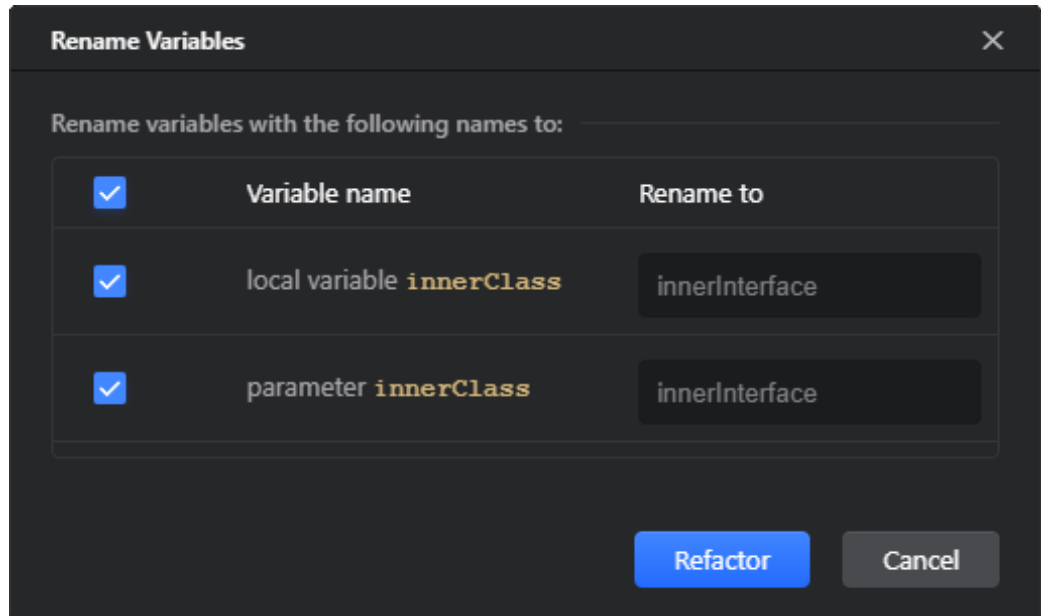 Rename Variables
Rename variables with the following names to:
Variable name Rename to
local variable innerClass innerInterface
parameter innerClass innerInterface
Refactor Cancel